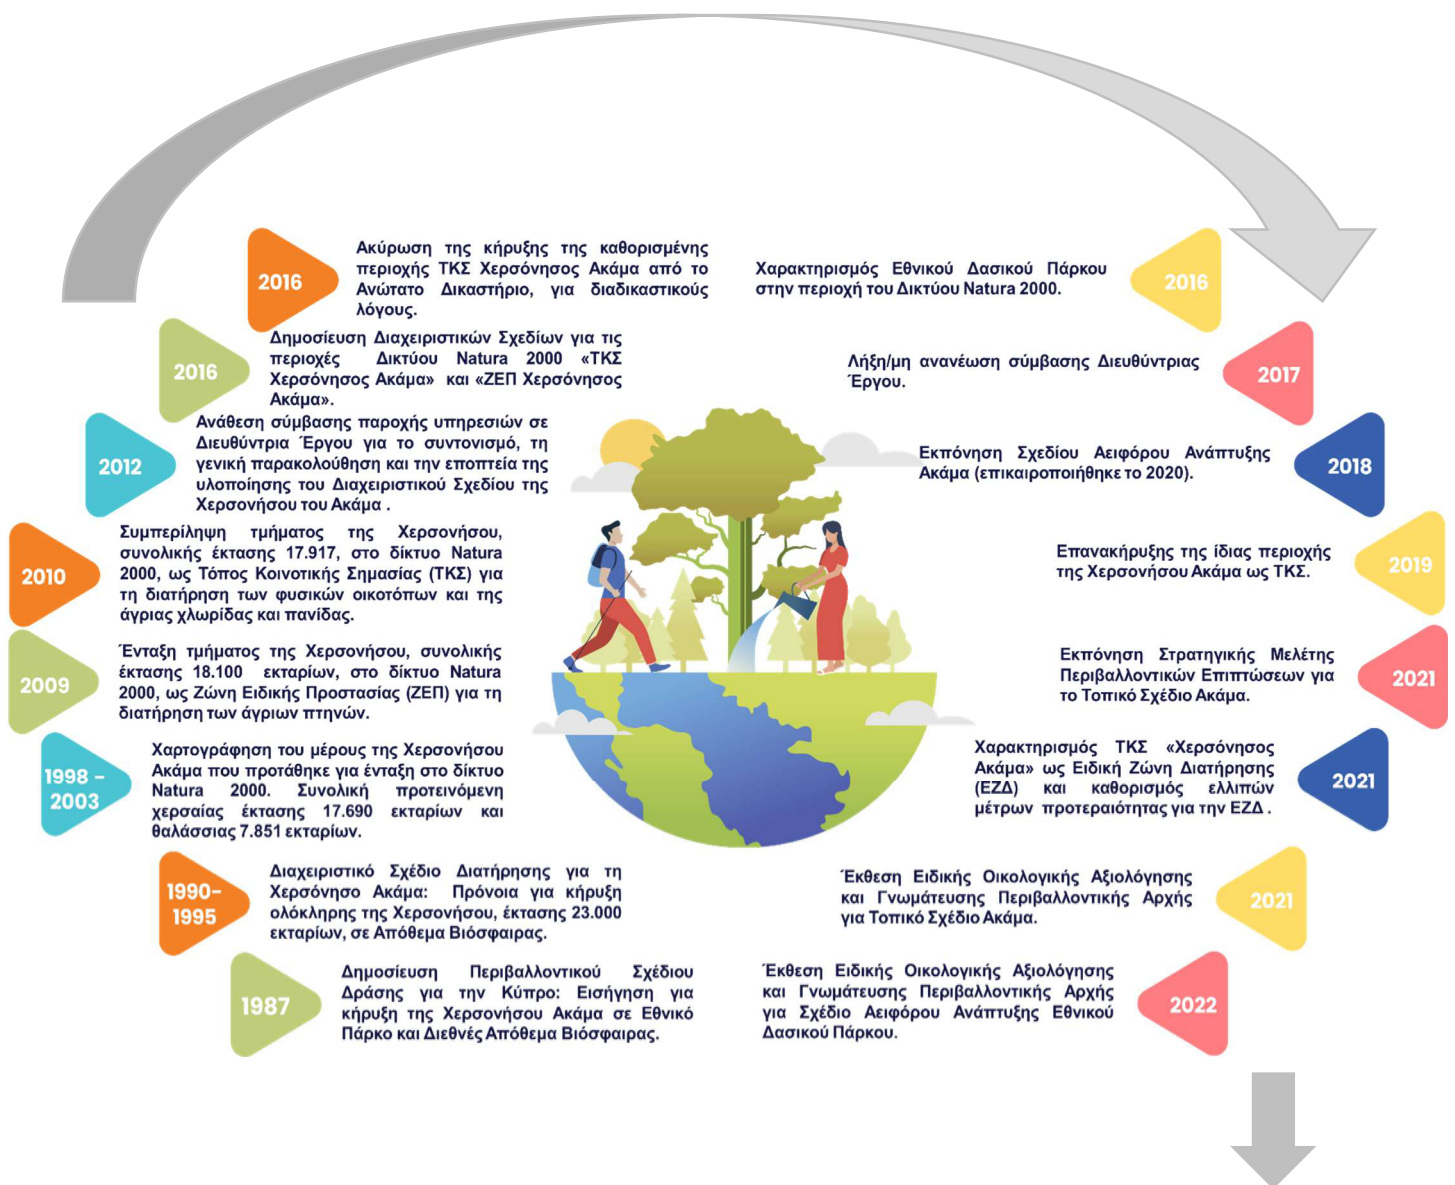 2016
Ακύρωση της κήρυξης της καθορισμένης
περιοχής ΤΚΣ Χερσόνησος Ακάμα από το
Ανώτατο Δικαστήριο, για διαδικαστικούς
λόγους.
2016
Δημοσίευση Διαχειριστικών Σχεδίων για τις
περιοχές Δικτύου Natura 2000 «ΤΚΣ
Χερσόνησος Ακάμα» και «ΖΕΠ Χερσόνησος
Ακάμα».
2012
Ανάθεση σύμβασης παροχής υπηρεσιών σε
Διευθύντρια Έργου για το συντονισμό, τη
γενική παρακολούθηση και την εποπτεία της
υλοποίησης του Διαχειριστικού Σχεδίου της
Χερσονήσου του Ακάμα .
2010
Συμπερίληψη τμήματος της Χερσονήσου,
συνολικής έκτασης 17.917, στο δίκτυο Natura
2000, ως Τόπος Κοινοτικής Σημασίας (ΤΚΣ) για
τη διατήρηση των φυσικών οικοτόπων και της
άγριας χλωρίδας και πανίδας.
2009
Ένταξη τμήματος της Χερσονήσου, συνολικής
έκτασης 18.100 εκταρίων, στο δίκτυο Natura
2000, ως Ζώνη Ειδικής Προστασίας (ΖΕΠ) για τη
διατήρηση των άγριων πτηνών.
1998 –
2003
Χαρτογράφηση του μέρους της Χερσονήσου
Ακάμα που προτάθηκε για ένταξη στο δίκτυο
Natura 2000. Συνολική προτεινόμενη
χερσαίας έκτασης 17.690 εκταρίων και
θαλάσσιας 7.851 εκταρίων.
1990–
1995
Διαχειριστικό Σχέδιο Διατήρησης για τη
Χερσόνησο Ακάμα: Πρόνοια για κήρυξη
ολόκληρης της Χερσονήσου, έκτασης 23.000
εκταρίων, σε Απόθεμα Βιόσφαιρας.
1987
Δημοσίευση Περιβαλλοντικού Σχέδιου
Δράσης για την Κύπρο: Εισήγηση για
κήρυξη της Χερσονήσου Ακάμα σε Εθνικό
Πάρκο και Διεθνές Απόθεμα Βιόσφαιρας.
Χαρακτηρισμός Εθνικού Δασικού Πάρκου
στην περιοχή του Δικτύου Natura 2000.
2016
Λήξη/μη ανανέωση σύμβασης Διευθύντριας
Έργου.
2017
Εκπόνηση Σχεδίου Αειφόρου Ανάπτυξης
Ακάμα (επικαιροποιήθηκε το 2020).
2018
Επανακήρυξης της ίδιας περιοχής
της Χερσονήσου Ακάμα ως ΤΚΣ.
2019
Εκπόνηση Στρατηγικής Μελέτης
Περιβαλλοντικών Επιπτώσεων για
το Τοπικό Σχέδιο Ακάμα.
2021
Χαρακτηρισμός ΤΚΣ «Χερσόνησος
Ακάμα» ως Ειδική Ζώνη Διατήρησης
(ΕΖΔ) και καθορισμός ελλιπών
μέτρων προτεραιότητας για την ΕΖΔ .
2021
Έκθεση Ειδικής Οικολογικής Αξιολόγησης
και Γνωμάτευσης Περιβαλλοντικής Αρχής
για Τοπικό Σχέδιο Ακάμα.
2021
Έκθεση Ειδικής Οικολογικής Αξιολόγησης
και Γνωμάτευσης Περιβαλλοντικής Αρχής
για Σχέδιο Αειφόρου Ανάπτυξης Εθνικού
Δασικού Πάρκου.
2022